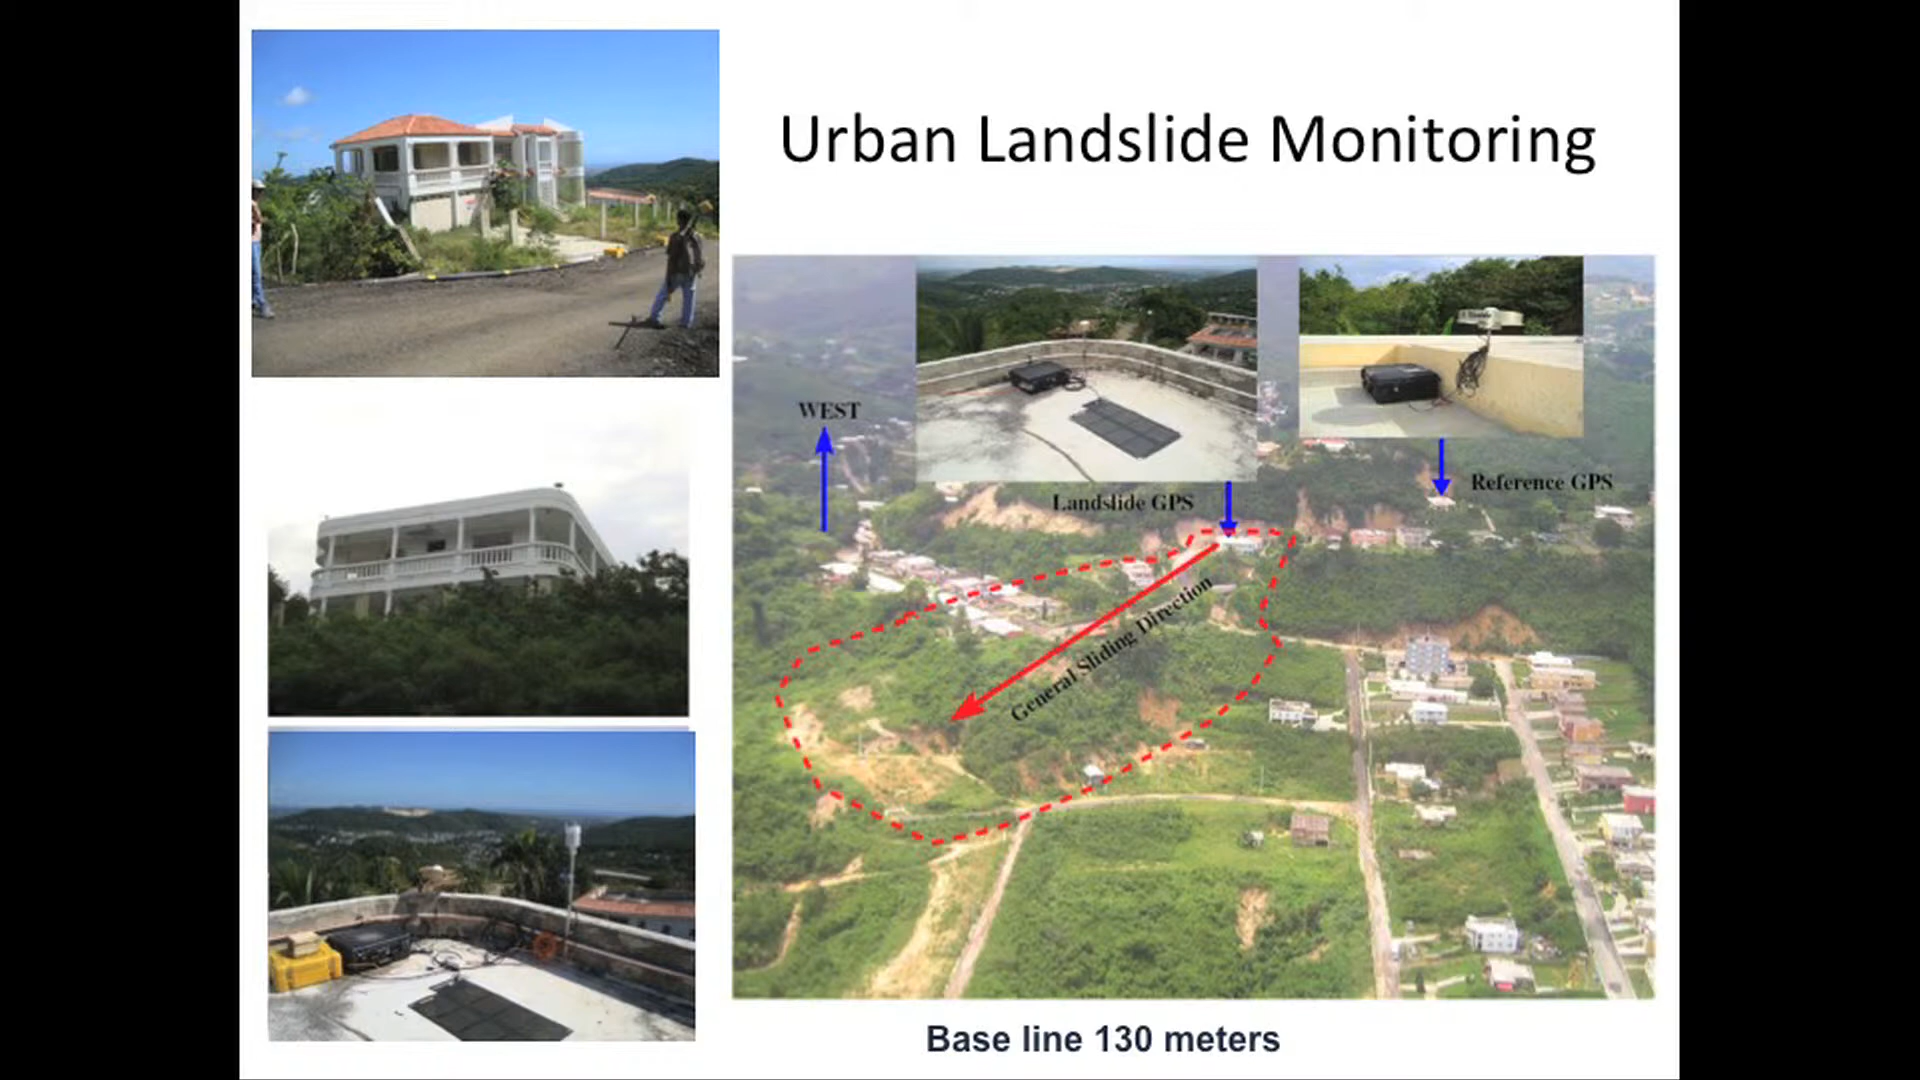 Urban Landslide Monitoring
WEST
Landslide GPS
Reference GPS
General Sliding Direction
Base line 130 meters